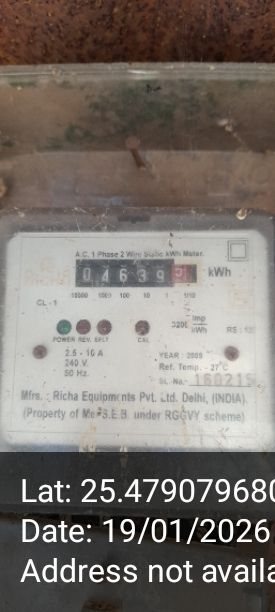 A.C. 1 Phase 2 Wire Static kWh Meter.
04639 kWh
10000 1000 100 10 1 1/10
CL - 1
3200 imp/kWh
POWER REV. EFLT CAL
2.5 - 10 A
240 V.
50 Hz.
YEAR : 2009
Ref. Temp. - 27°C
SL. No.
Mfrs. : Richa Equipments Pvt. Ltd. Delhi, (INDIA).
(Property of S.E.B. under RGGVY scheme)
Lat: 25.479079680
Date: 19/01/2026
Address not availa